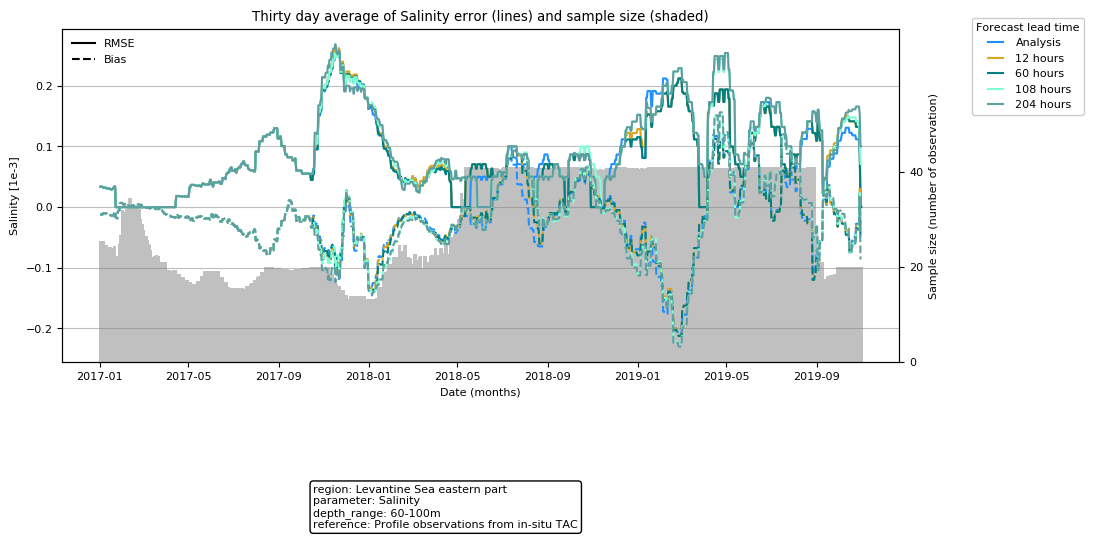 Thirty day average of Salinity error (lines) and sample size (shaded)
RMSE
Bias
Forecast lead time
Analysis
12 hours
60 hours
108 hours
204 hours
Salinity [1e-3]
0.2
0.1
0.0
−0.1
−0.2
40
20
0
Sample size (number of observation)
2017-01 2017-05 2017-09 2018-01 2018-05 2018-09 2019-01 2019-05 2019-09
Date (months)
region: Levantine Sea eastern part
parameter: Salinity
depth_range: 60-100m
reference: Profile observations from in-situ TAC